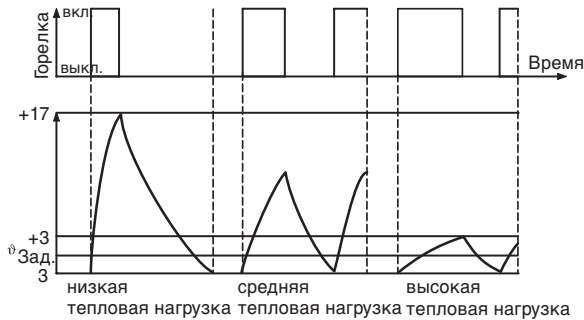 вкл.
Горелка
выкл.
Время
+17
+3
ϑЗад.
3
низкая
тепловая нагрузка
средняя
тепловая нагрузка
высокая
тепловая нагрузка